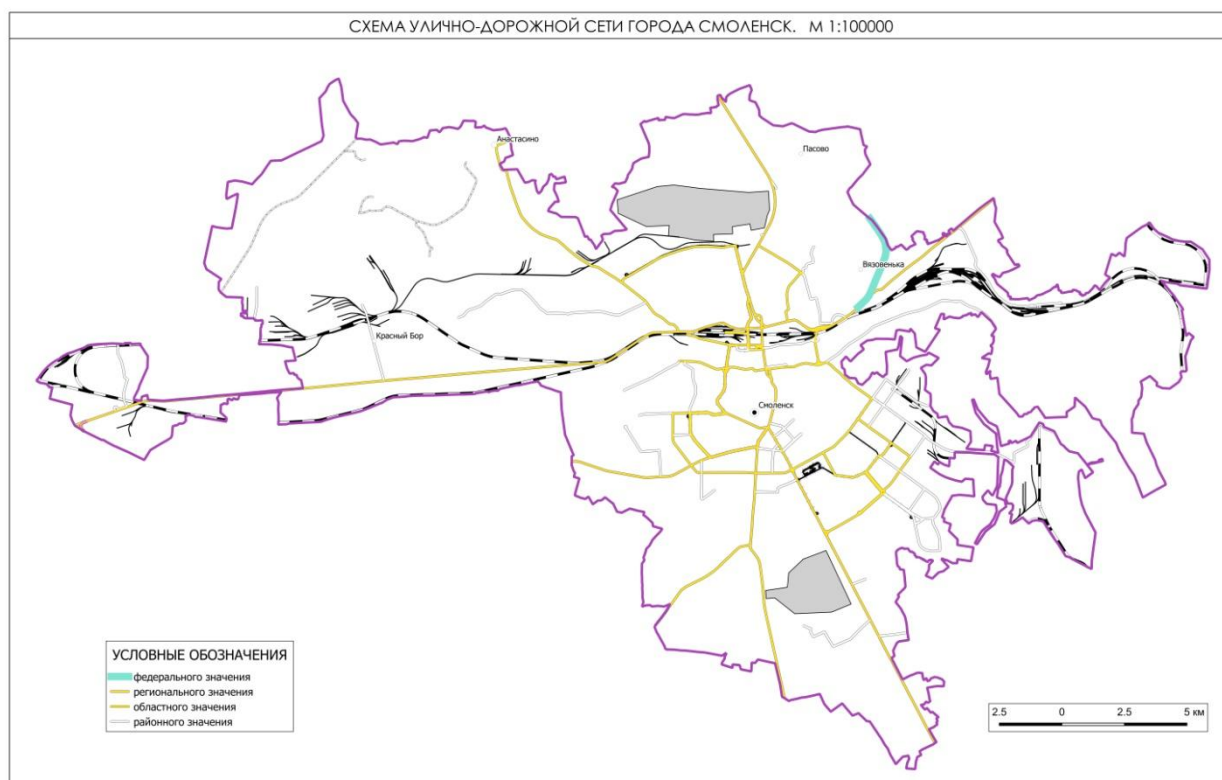 СХЕМА УЛИЧНО-ДОРОЖНОЙ СЕТИ ГОРОДА СМОЛЕНСК. М 1:100000
Анастасино
Пасово
Вязовенька
Красный Бор
Смоленск
УСЛОВНЫЕ ОБОЗНАЧЕНИЯ
федерального значения
регионального значения
областного значения
районного значения
2.5 0 2.5 5 км